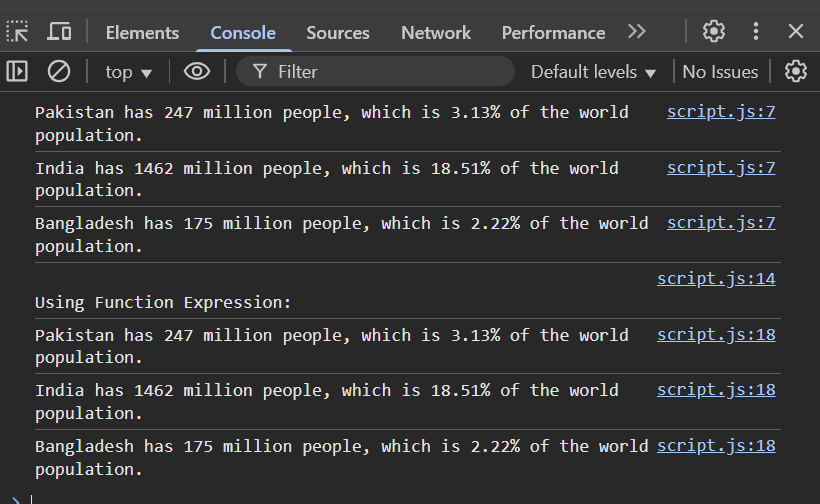 Elements Console Sources Network Performance
top Filter Default levels No Issues
Pakistan has 247 million people, which is 3.13% of the world script.js:7
population.
India has 1462 million people, which is 18.51% of the world script.js:7
population.
Bangladesh has 175 million people, which is 2.22% of the world script.js:7
population.
script.js:14
Using Function Expression:
Pakistan has 247 million people, which is 3.13% of the world script.js:18
population.
India has 1462 million people, which is 18.51% of the world script.js:18
population.
Bangladesh has 175 million people, which is 2.22% of the world script.js:18
population.